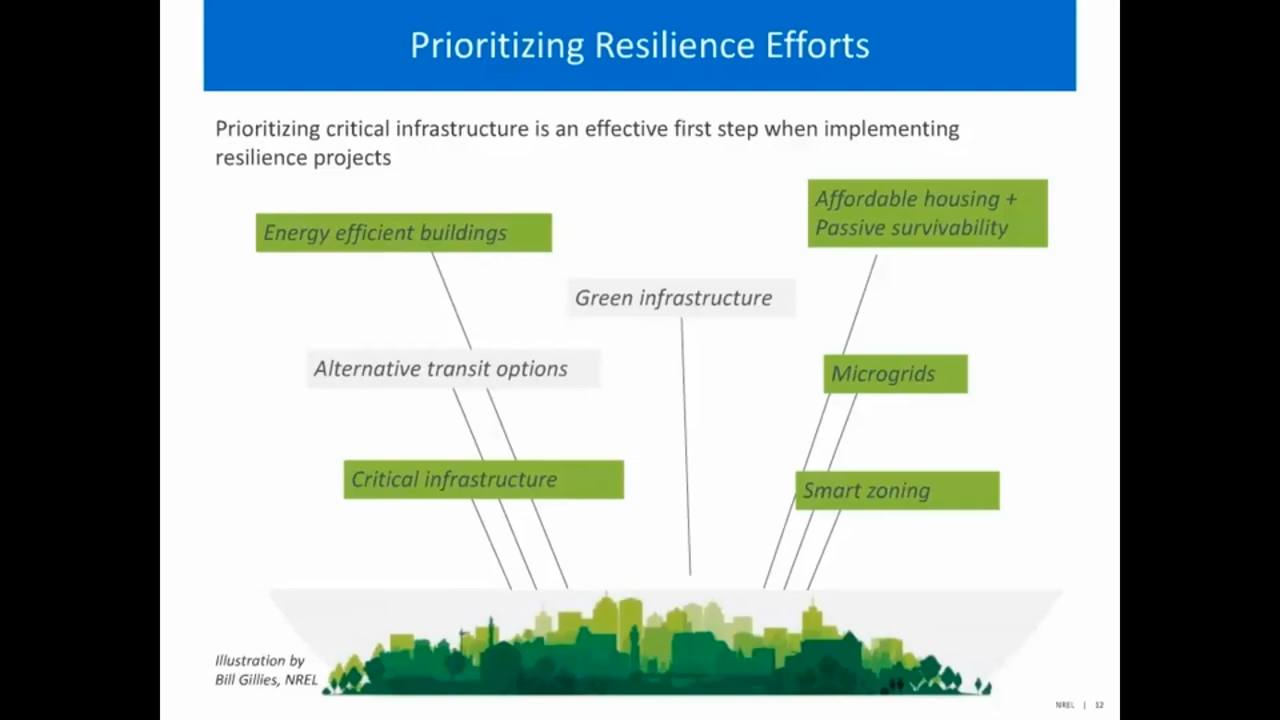 Prioritizing Resilience Efforts
Prioritizing critical infrastructure is an effective first step when implementing
resilience projects
Energy efficient buildings
Affordable housing +
Passive survivability
Green infrastructure
Alternative transit options
Microgrids
Critical infrastructure
Smart zoning
Illustration by
Bill Gillies, NREL
NREL | 12